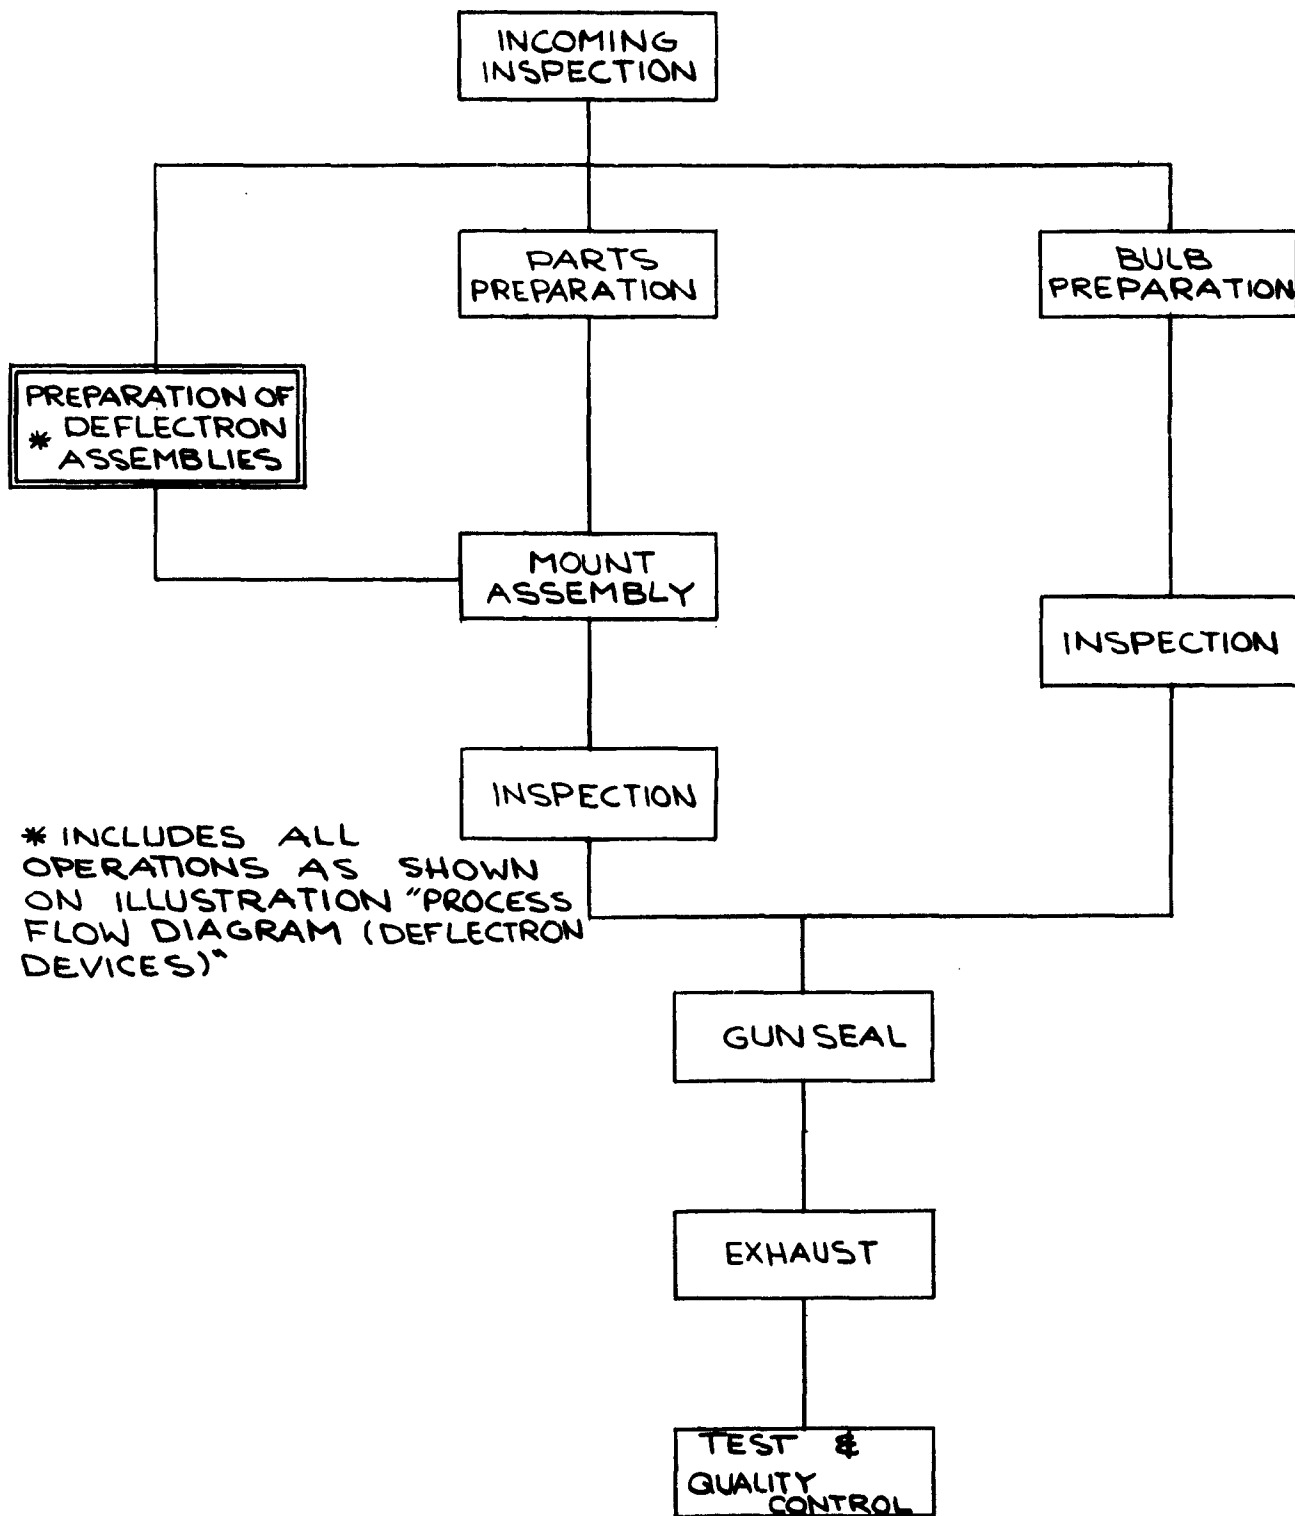 INCOMING
INSPECTION
PARTS
PREPARATION
BULB
PREPARATION
PREPARATION OF
* DEFLECTRON
ASSEMBLIES
MOUNT
ASSEMBLY
INSPECTION
INSPECTION
* INCLUDES ALL
OPERATIONS AS SHOWN
ON ILLUSTRATION "PROCESS
FLOW DIAGRAM (DEFLECTRON
DEVICES)"
GUN SEAL
EXHAUST
TEST &
QUALITY
CONTROL